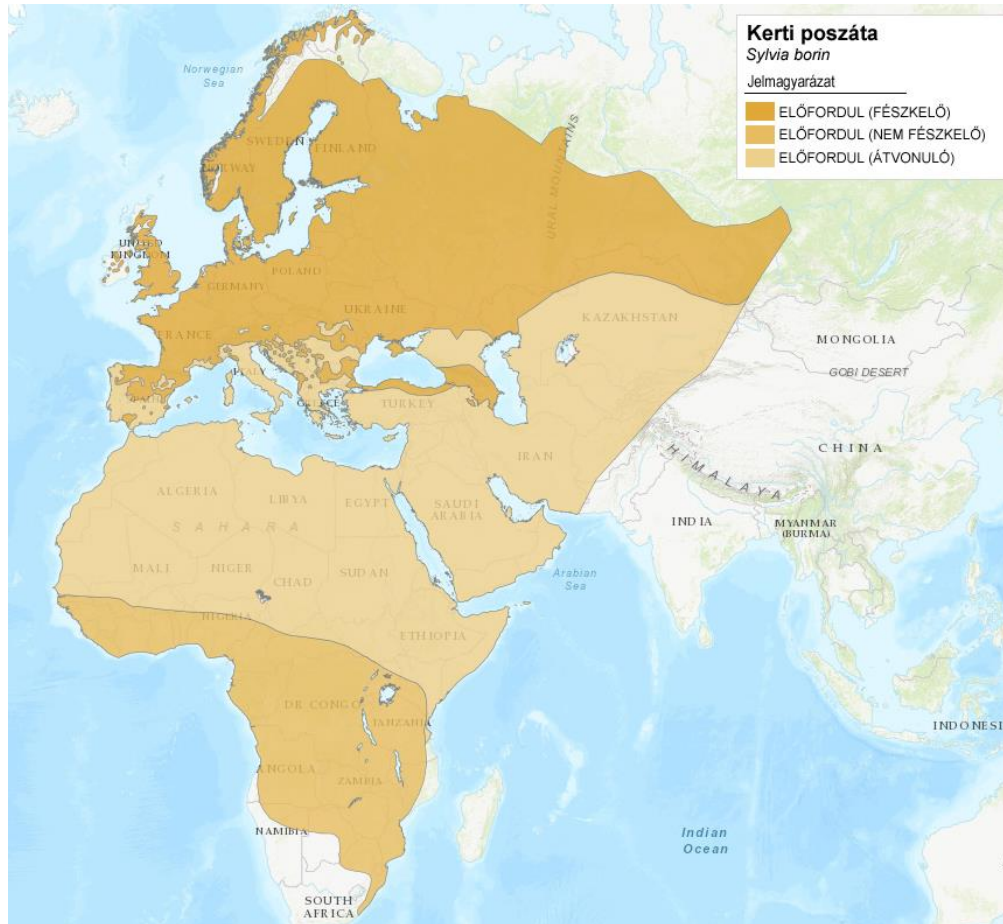 Kerti poszáta
Sylvia borin
Jelmagyarázat
ELŐFORDUL (FÉSZKELŐ)
ELŐFORDUL (NEM FÉSZKELŐ)
ELŐFORDUL (ÁTVONULÓ)
Norwegian
Sea
SWEDEN
FINLAND
NORWAY
URAL MOUNTAINS
UNITED
KINGDOM
POLAND
GERMANY
UKRAINE
FRANCE
KAZAKHSTAN
MONGOLIA
GOBI DESERT
ITALY
GREECE
TURKEY
CHINA
IRAN
HIMALAYA
ALGERIA
LIBYA
EGYPT
SAUDI
ARABIA
SAHARA
INDIA
MYANMAR
(BURMA)
MALI
NIGER
CHAD
SUDAN
Arabian
Sea
NIGERIA
ETHIOPIA
DR CONGO
TANZANIA
INDONESI
ANGOLA
ZAMBIA
NAMIBIA
Indian
Ocean
SOUTH
AFRICA